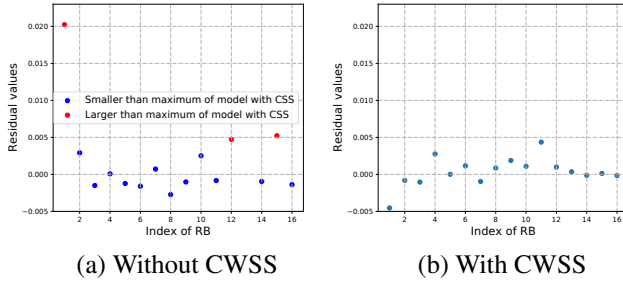 0.020
0.015
0.010
0.005
0.000
−0.005
Residual values
Smaller than maximum of model with CSS
Larger than maximum of model with CSS
2 4 6 8 10 12 14 16
Index of RB
(a) Without CWSS
0.020
0.015
0.010
0.005
0.000
−0.005
Residual values
2 4 6 8 10 12 14 16
Index of RB
(b) With CWSS